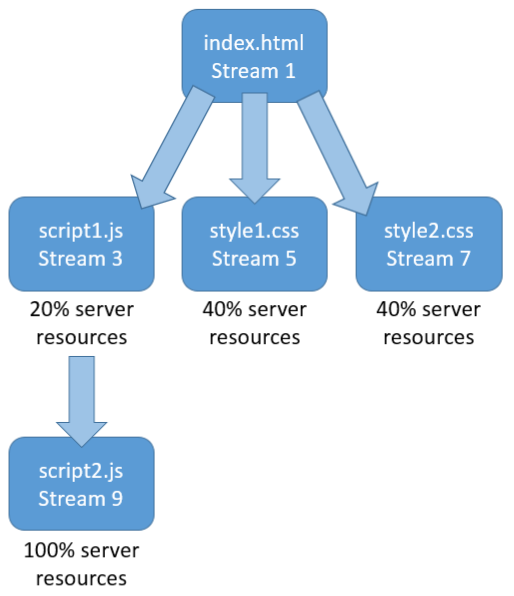 index.html
Stream 1
script1.js
Stream 3
style1.css
Stream 5
style2.css
Stream 7
20% server
resources
40% server
resources
40% server
resources
script2.js
Stream 9
100% server
resources